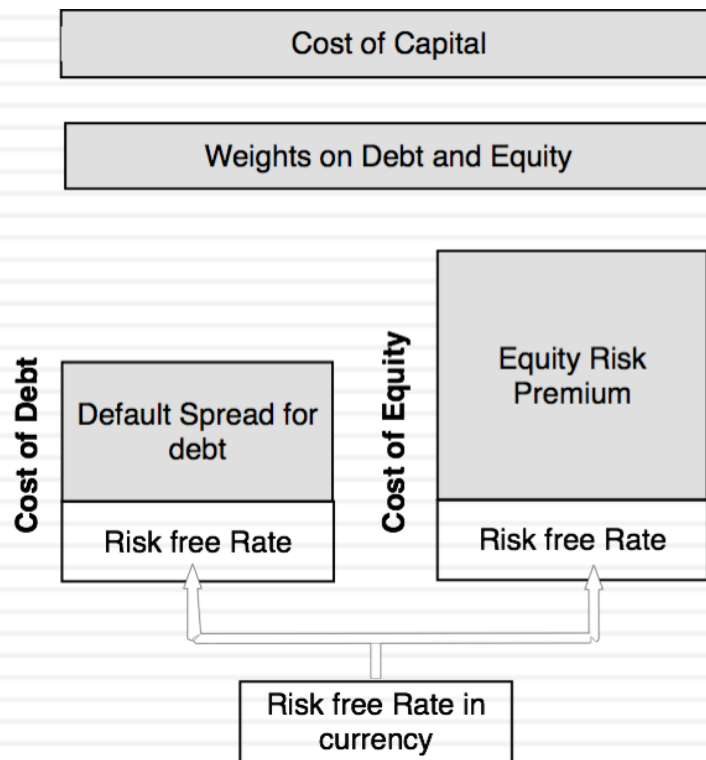 Cost of Capital
Weights on Debt and Equity
Cost of Debt
Default Spread for
debt
Risk free Rate
Cost of Equity
Equity Risk
Premium
Risk free Rate
Risk free Rate in
currency